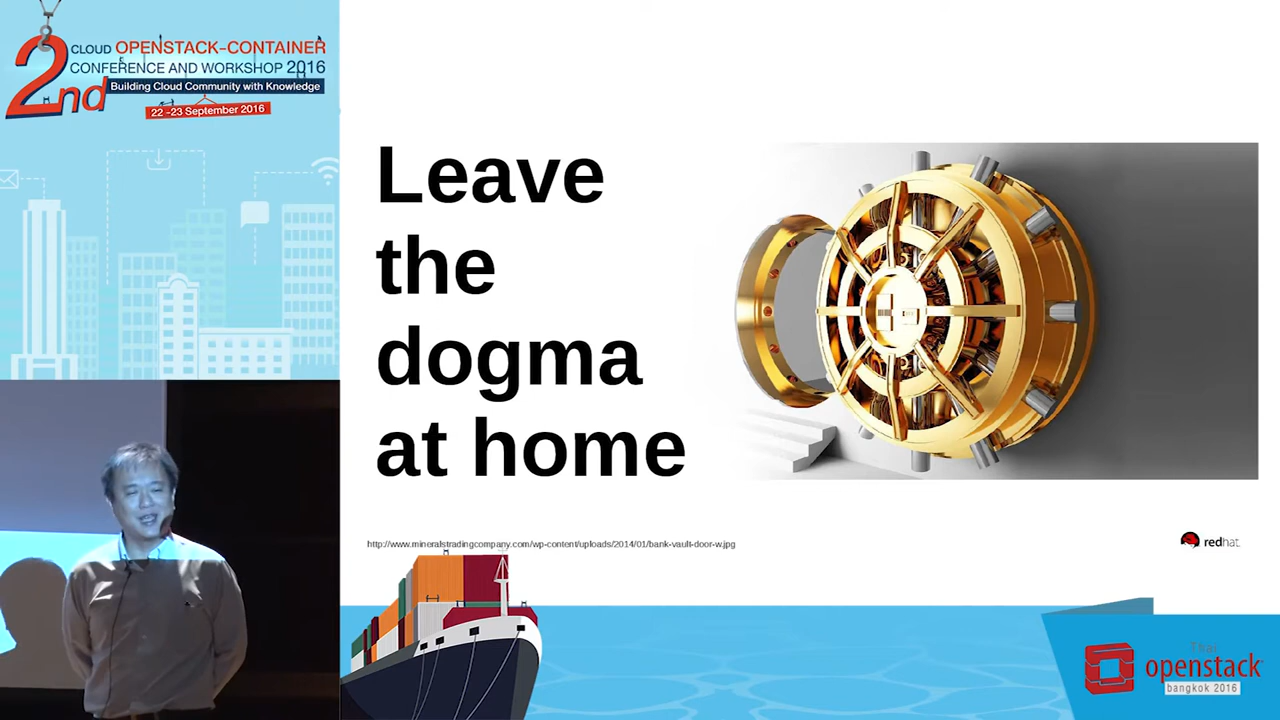 2nd
CLOUD OPENSTACK-CONTAINER
CONFERENCE AND WORKSHOP 2016
Building Cloud Community with Knowledge
22 -23 September 2016
Leave
the
dogma
at home
http://www.mineralstradingcompany.com/wp-content/uploads/2014/01/bank-vault-door-w.jpg
redhat.
Thai
openstack
bangkok 2016